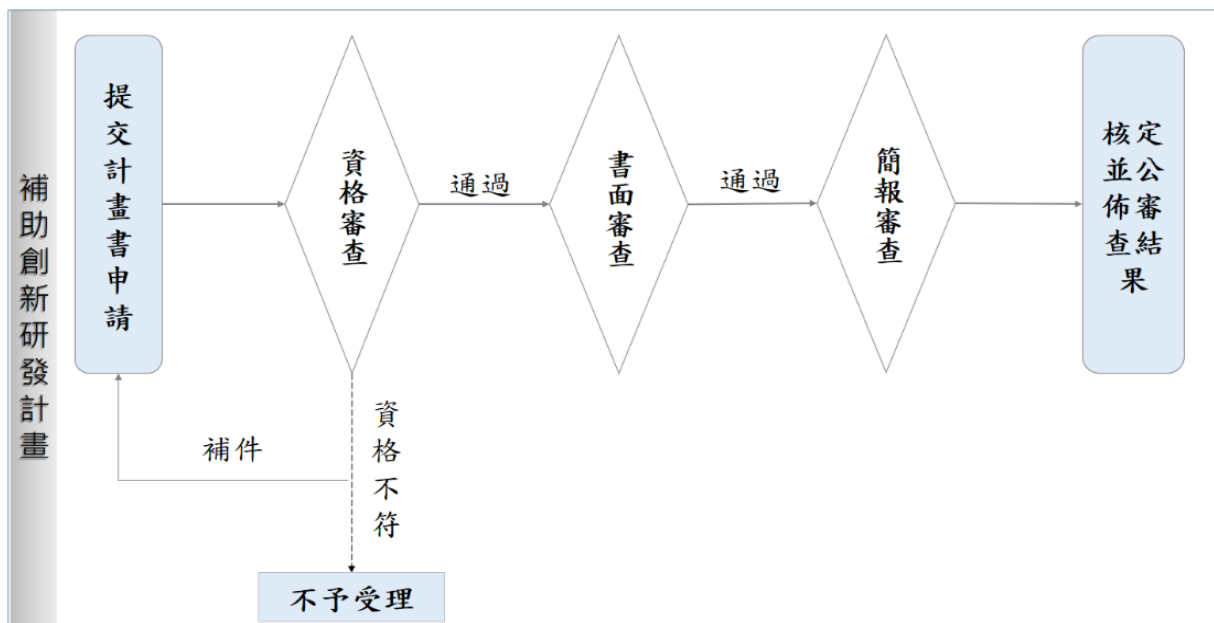 補助創新研發計畫
提交計畫書申請
資格審查
通過
書面審查
通過
簡報審查
核定
並公
佈審
查結
果
補件
資格不符
不予受理